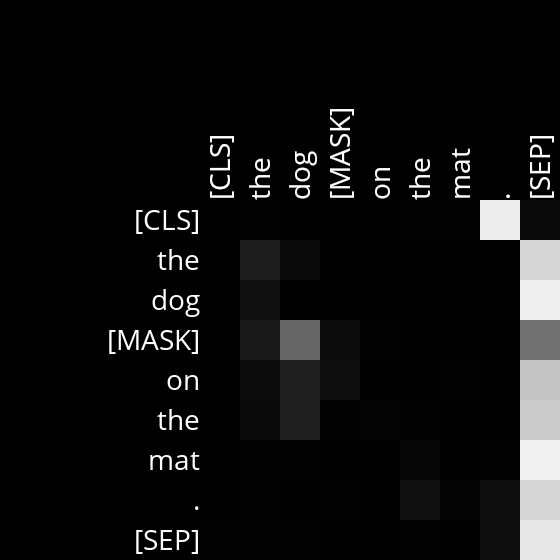 [CLS] the dog [MASK] on the mat . [SEP]
[CLS]
the
dog
[MASK]
on
the
mat
.
[SEP]